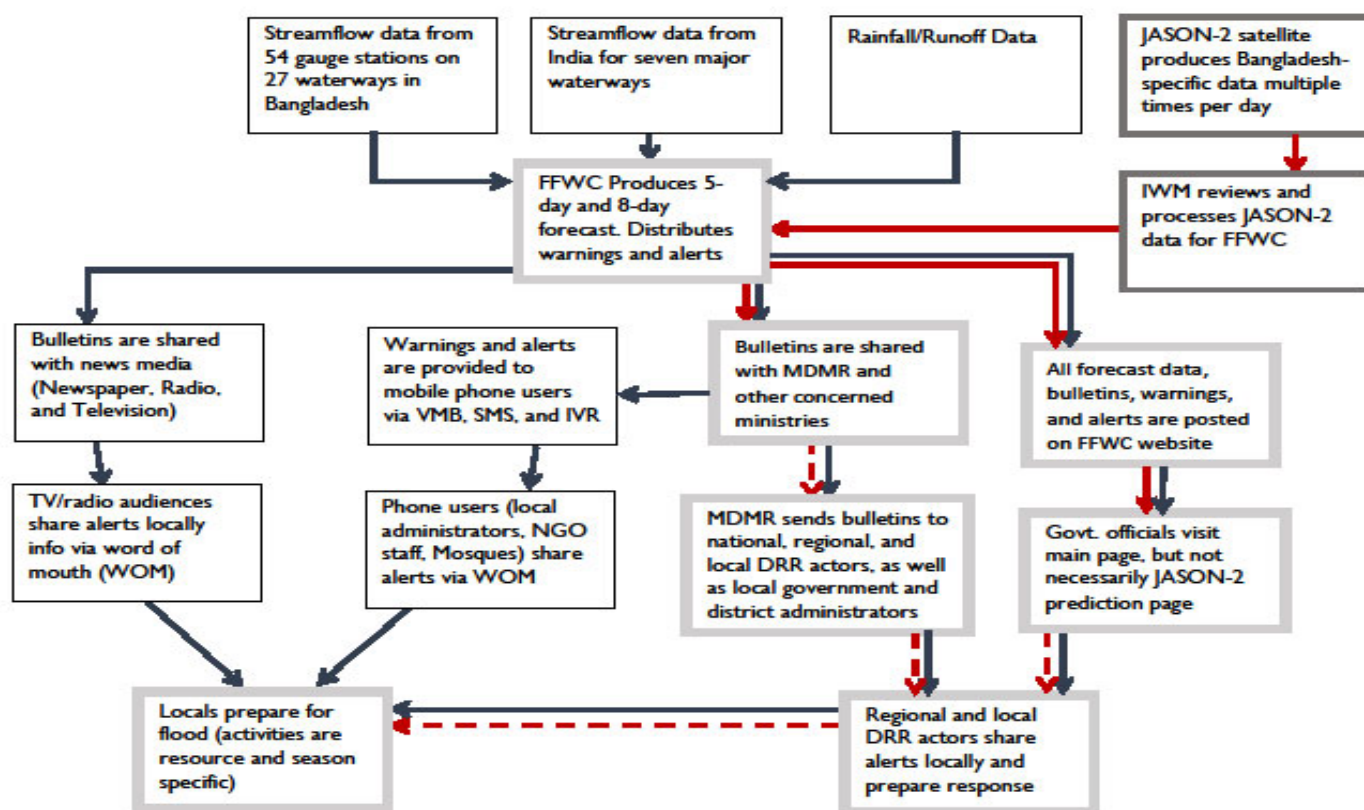 Streamflow data from
54 gauge stations on
27 waterways in
Bangladesh
Streamflow data from
India for seven major
waterways
Rainfall/Runoff Data
JASON-2 satellite
produces Bangladesh-
specific data multiple
times per day
FFWC Produces 5-
day and 8-day
forecast. Distributes
warnings and alerts
IWM reviews and
processes JASON-2
data for FFWC
Bulletins are shared
with news media
(Newspaper, Radio,
and Television)
Warnings and alerts
are provided to
mobile phone users
via VMB, SMS, and IVR
Bulletins are shared
with MDMR and
other concerned
ministries
All forecast data,
bulletins, warnings,
and alerts are posted
on FFWC website
TV/radio audiences
share alerts locally
info via word of
mouth (WOM)
Phone users (local
administrators, NGO
staff, Mosques) share
alerts via WOM
MDMR sends bulletins to
national, regional, and
local DRR actors, as well
as local government and
district administrators
Govt. officials visit
main page, but not
necessarily JASON-2
prediction page
Locals prepare for
flood (activities are
resource and season
specific)
Regional and local
DRR actors share
alerts locally and
prepare response